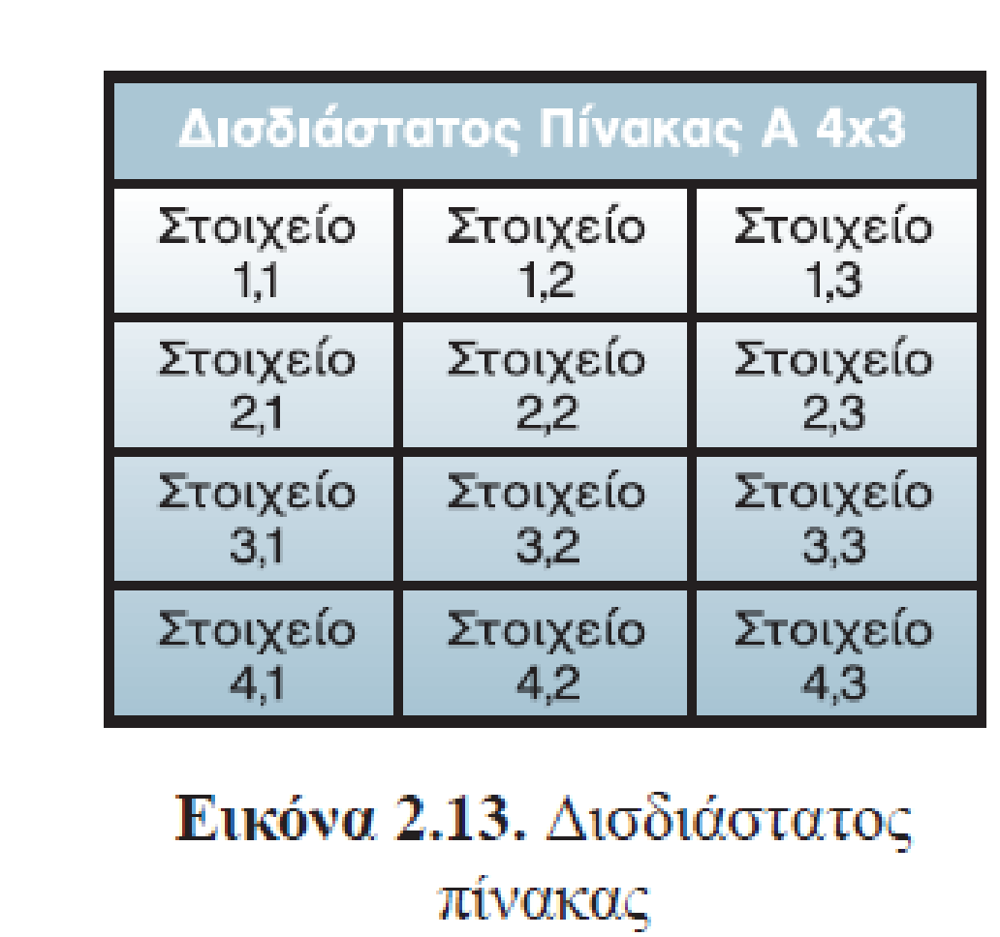 Δισδιάστατος Πίνακας Α 4x3
Στοιχείο Στοιχείο Στοιχείο
1,1 1,2 1,3
Στοιχείο Στοιχείο Στοιχείο
2,1 2,2 2,3
Στοιχείο Στοιχείο Στοιχείο
3,1 3,2 3,3
Στοιχείο Στοιχείο Στοιχείο
4,1 4,2 4,3
Εικόνα 2.13. Δισδιάστατος
πίνακας